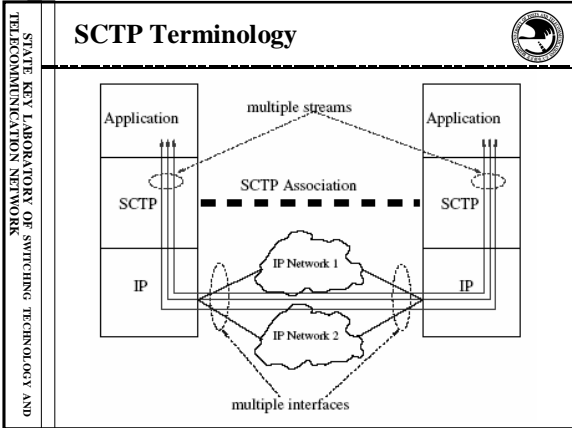 SCTP Terminology
STATE KEY LABORATORY OF SWITCHING TECHNOLOGY AND
TELECOMMUNICATION NETWORK
multiple streams
Application
Application
SCTP Association
SCTP
SCTP
IP Network 1
IP
IP
IP Network 2
multiple interfaces